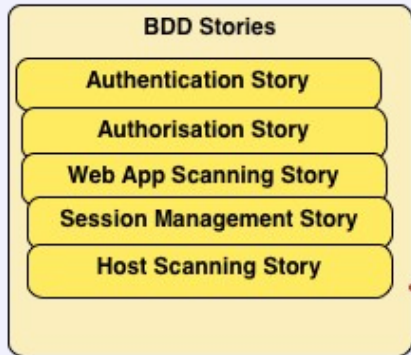 BDD Stories
Authentication Story
Authorisation Story
Web App Scanning Story
Session Management Story
Host Scanning Story